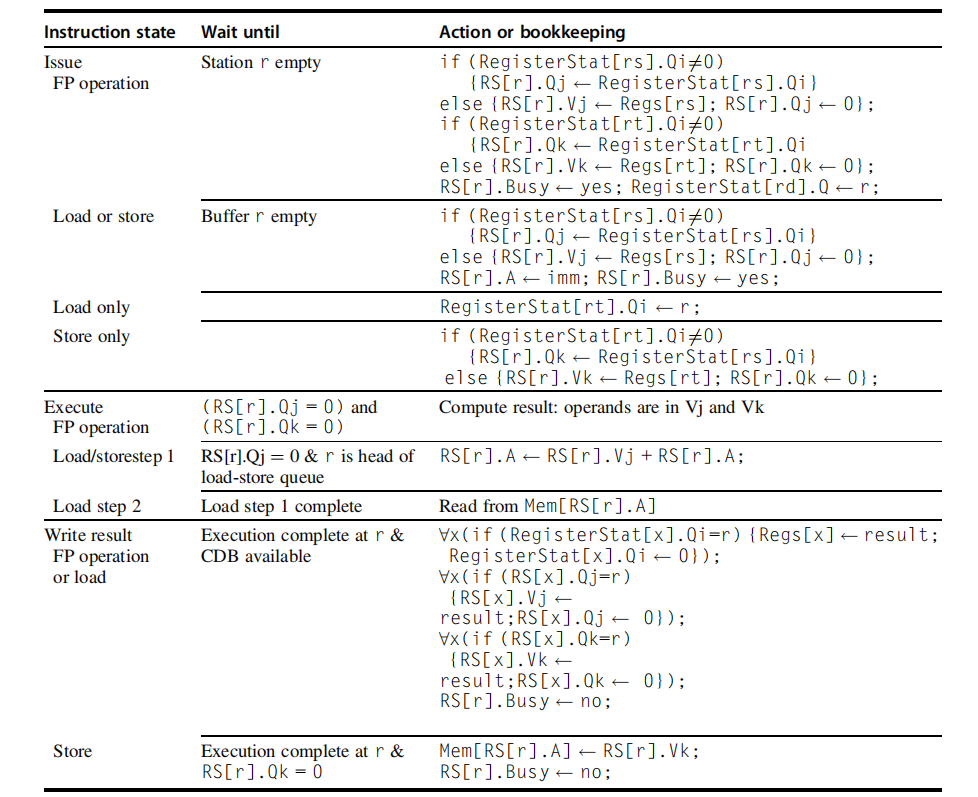 Instruction state Wait until Action or bookkeeping
Issue Station r empty if (RegisterStat[rs].Qi≠0)
FP operation {RS[r].Qj ← RegisterStat[rs].Qi}
else {RS[r].Vj ← Regs[rs]; RS[r].Qj ← 0};
if (RegisterStat[rt].Qi≠0)
{RS[r].Qk ← RegisterStat[rt].Qi
else {RS[r].Vk ← Regs[rt]; RS[r].Qk ← 0};
RS[r].Busy ← yes; RegisterStat[rd].Q ← r;
Load or store Buffer r empty if (RegisterStat[rs].Qi≠0)
{RS[r].Qj ← RegisterStat[rs].Qi}
else {RS[r].Vj ← Regs[rs]; RS[r].Qj ← 0};
RS[r].A ← imm; RS[r].Busy ← yes;
Load only RegisterStat[rt].Qi ← r;
Store only if (RegisterStat[rt].Qi≠0)
{RS[r].Qk ← RegisterStat[rs].Qi}
else {RS[r].Vk ← Regs[rt]; RS[r].Qk ← 0};
Execute (RS[r].Qj = 0) and Compute result: operands are in Vj and Vk
FP operation (RS[r].Qk = 0)
Load/storestep 1 RS[r].Qj = 0 & r is head of RS[r].A ← RS[r].Vj + RS[r].A;
load-store queue
Load step 2 Load step 1 complete Read from Mem[RS[r].A]
Write result Execution complete at r & ∀x(if (RegisterStat[x].Qi=r) {Regs[x] ← result;
FP operation CDB available RegisterStat[x].Qi ← 0});
or load ∀x(if (RS[x].Qj=r)
{RS[x].Vj ←
result;RS[x].Qj ← 0});
∀x(if (RS[x].Qk=r)
{RS[x].Vk ←
result;RS[x].Qk ← 0});
RS[r].Busy ← no;
Store Execution complete at r & Mem[RS[r].A] ← RS[r].Vk;
RS[r].Qk = 0 RS[r].Busy ← no;